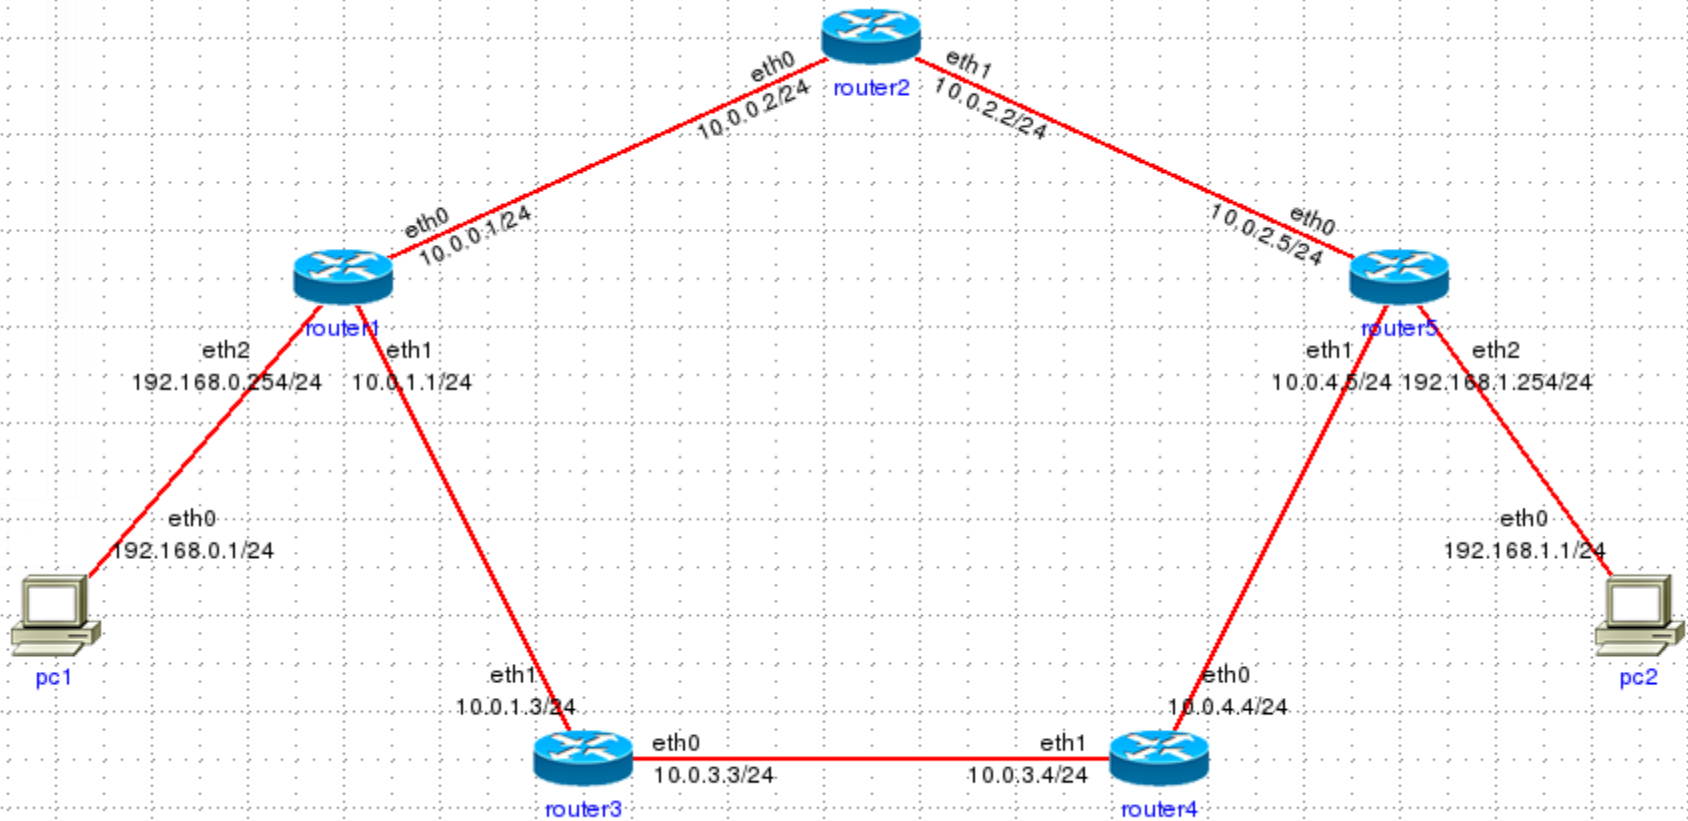 eth0
10.0.0.2/24
router2
eth1
10.0.2.2/24
eth0
10.0.0.1/24
eth0
10.0.2.5/24
router1
router5
eth2
192.168.0.254/24
eth1
10.0.1.1/24
eth1
10.0.4.5/24
eth2
192.168.1.254/24
eth0
192.168.0.1/24
eth0
192.168.1.1/24
pc1
eth1
10.0.1.3/24
eth0
10.0.4.4/24
pc2
eth0
10.0.3.3/24
eth1
10.0.3.4/24
router3
router4